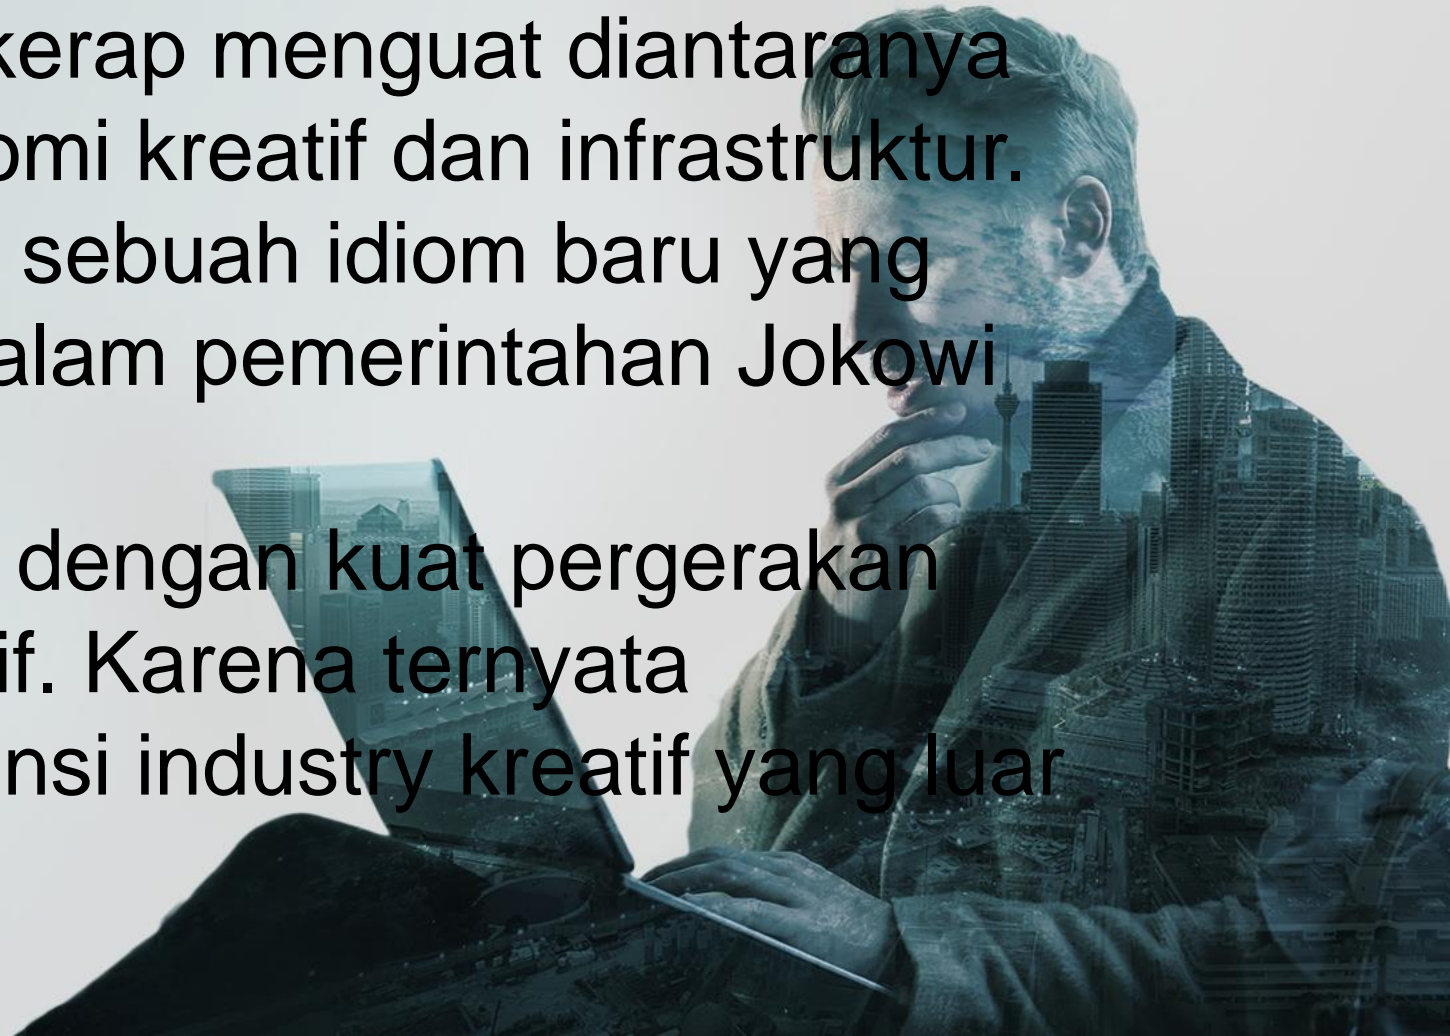 kerap menguat diantaranya
omi kreatif dan infrastruktur.
sebuah idiom baru yang
alam pemerintahan Jokowi
dengan kuat pergerakan
if. Karena ternyata
nsi industry kreatif yang luar